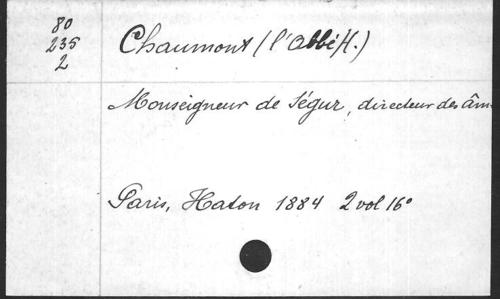 80
235
2
Chaumont (l'Abbé H.)
Monseigneur de Ségur, directeur des âm
Paris, Haton 1884 2 vol 16°